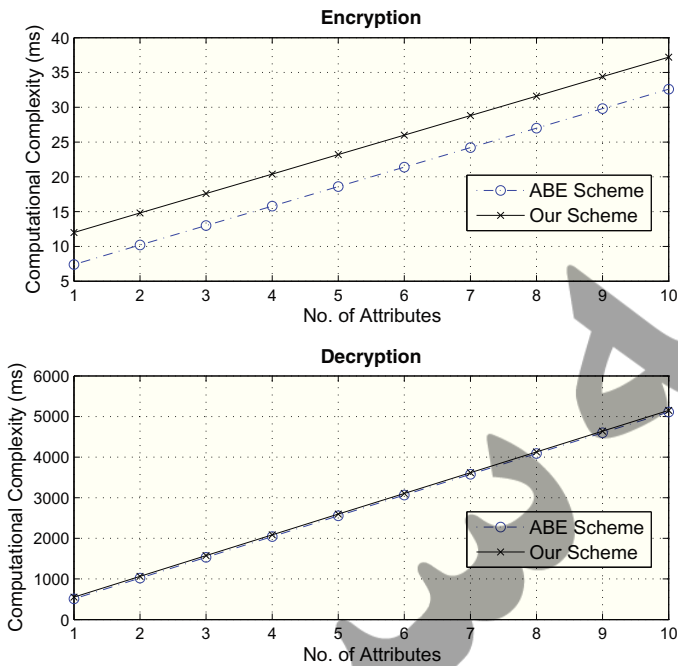 Encryption
Computational Complexity (ms)
40
35
30
25
20
15
10
5
ABE Scheme
Our Scheme
1 2 3 4 5 6 7 8 9 10
No. of Attributes
Decryption
Computational Complexity (ms)
6000
5000
4000
3000
2000
1000
0
ABE Scheme
Our Scheme
1 2 3 4 5 6 7 8 9 10
No. of Attributes